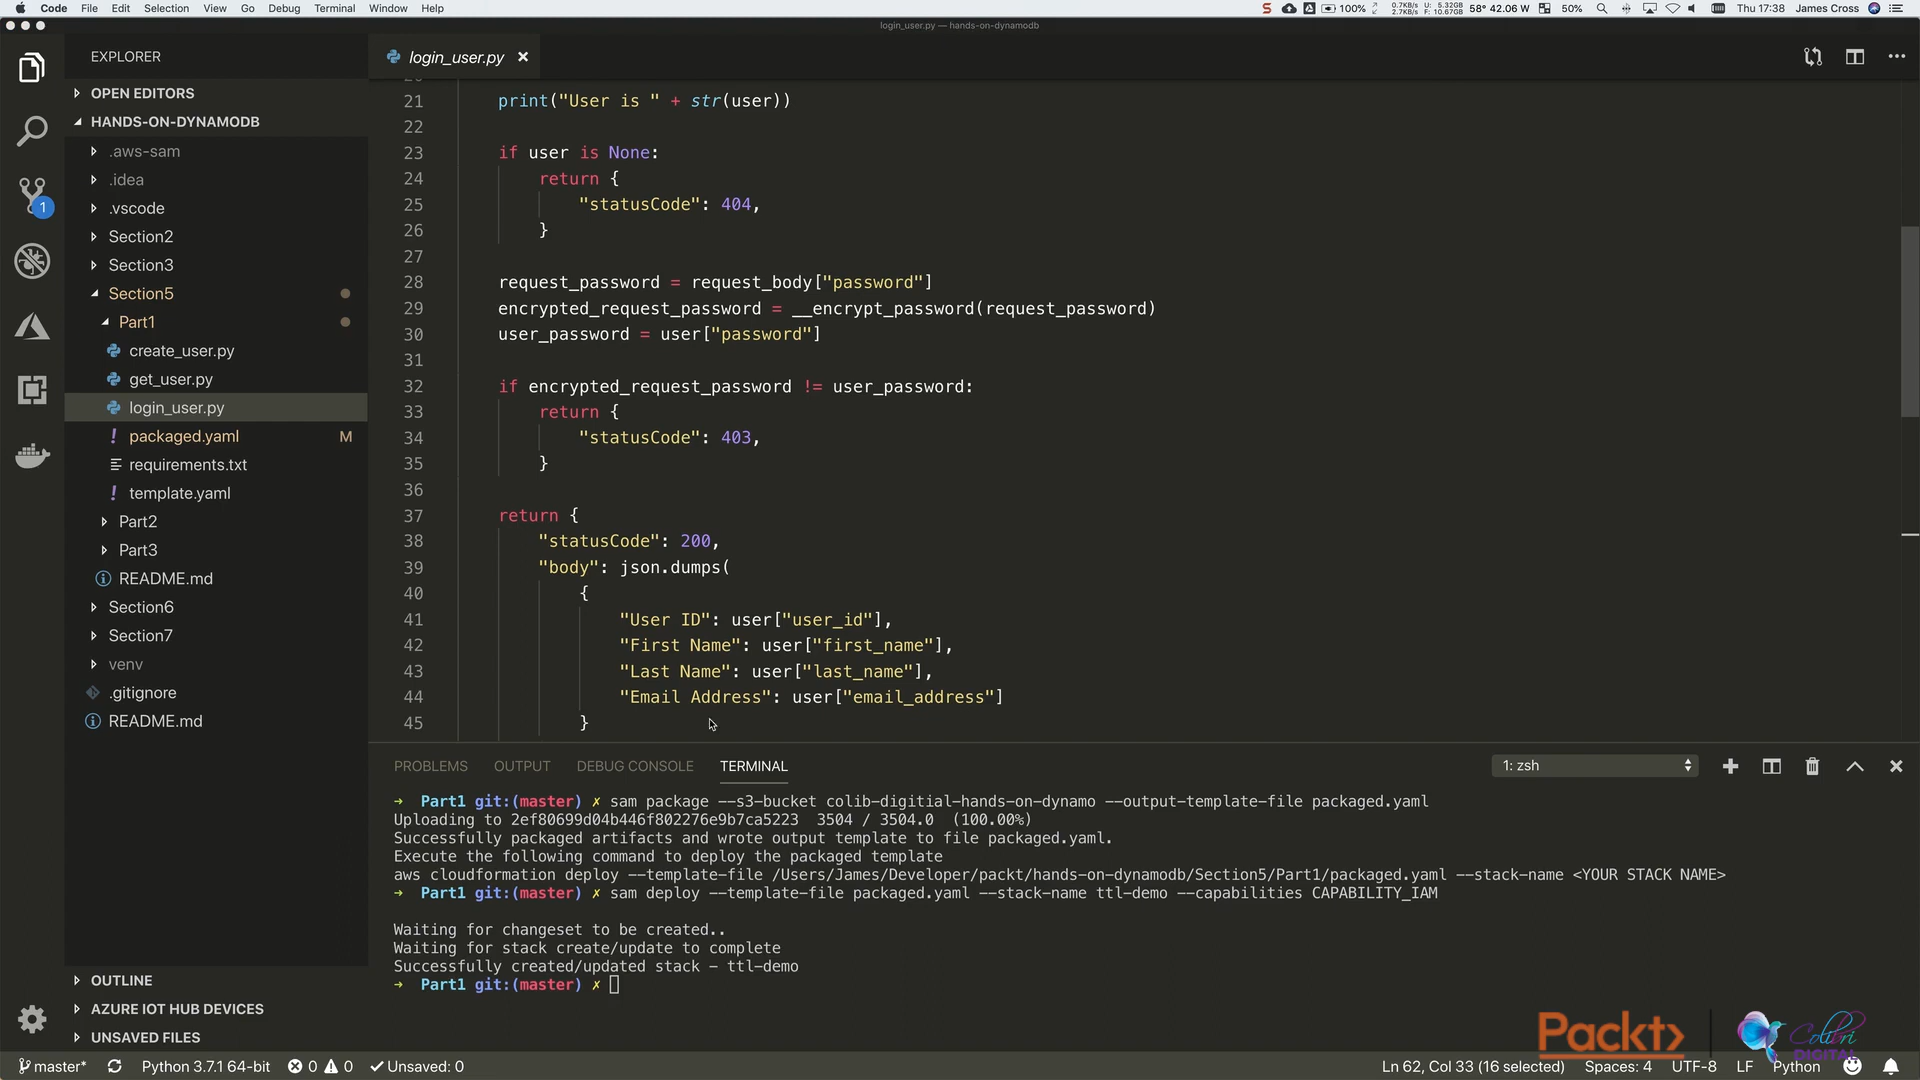 Code File Edit Selection View Go Debug Terminal Window Help
100% 0.7KB/s 2.7KB/s U: 5.32GB F: 10.67GB 58° 42.06 W 50% Thu 17:38 James Cross
login_user.py — hands-on-dynamodb
EXPLORER
login_user.py
OPEN EDITORS
HANDS-ON-DYNAMODB
.aws-sam
.idea
.vscode
Section2
Section3
Section5
Part1
create_user.py
get_user.py
login_user.py
packaged.yaml M
requirements.txt
template.yaml
Part2
Part3
README.md
Section6
Section7
venv
.gitignore
README.md
OUTLINE
AZURE IOT HUB DEVICES
UNSAVED FILES
1
21 print("User is " + str(user))
22
23 if user is None:
24 return {
25 "statusCode": 404,
26 }
27
28 request_password = request_body["password"]
29 encrypted_request_password = __encrypt_password(request_password)
30 user_password = user["password"]
31
32 if encrypted_request_password != user_password:
33 return {
34 "statusCode": 403,
35 }
36
37 return {
38 "statusCode": 200,
39 "body": json.dumps(
40 {
41 "User ID": user["user_id"],
42 "First Name": user["first_name"],
43 "Last Name": user["last_name"],
44 "Email Address": user["email_address"]
45 }
PROBLEMS OUTPUT DEBUG CONSOLE TERMINAL 1: zsh
→ Part1 git:(master) ✗ sam package --s3-bucket colib-digitial-hands-on-dynamo --output-template-file packaged.yaml
Uploading to 2ef80699d04b446f802276e9b7ca5223 3504 / 3504.0 (100.00%)
Successfully packaged artifacts and wrote output template to file packaged.yaml.
Execute the following command to deploy the packaged template
aws cloudformation deploy --template-file /Users/James/Developer/packt/hands-on-dynamodb/Section5/Part1/packaged.yaml --stack-name <YOUR STACK NAME>
→ Part1 git:(master) ✗ sam deploy --template-file packaged.yaml --stack-name ttl-demo --capabilities CAPABILITY_IAM
Waiting for changeset to be created..
Waiting for stack create/update to complete
Successfully created/updated stack - ttl-demo
→ Part1 git:(master) ✗
Packt>
Colibri
DIGITAL
master* Python 3.7.1 64-bit 0 0 Unsaved: 0 Ln 62, Col 33 (16 selected) Spaces: 4 UTF-8 LF Python